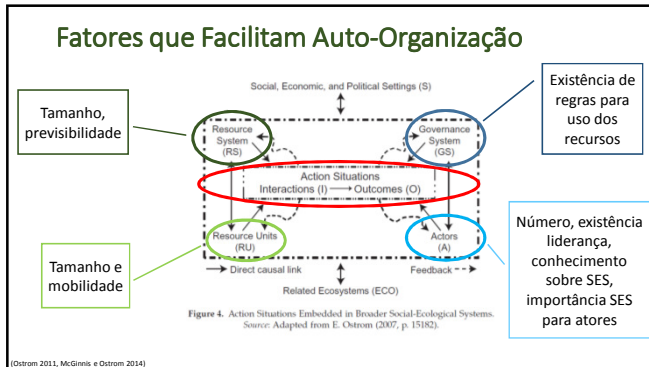 Fatores que Facilitam Auto-Organização
Social, Economic, and Political Settings (S)
Tamanho,
previsibilidade
Resource
System
(RS)
Governance
System
(GS)
Existência de
regras para
uso dos
recursos
Action Situations
Interactions (I) → Outcomes (O)
Tamanho e
mobilidade
Resource Units
(RU)
Actors
(A)
Número, existência
liderança,
conhecimento
sobre SES,
importância SES
para atores
Direct causal link
Feedback
Related Ecosystems (ECO)
Figure 4. Action Situations Embedded in Broader Social-Ecological Systems.
Source: Adapted from E. Ostrom (2007, p. 15182).
(Ostrom 2011, McGinnis e Ostrom 2014)